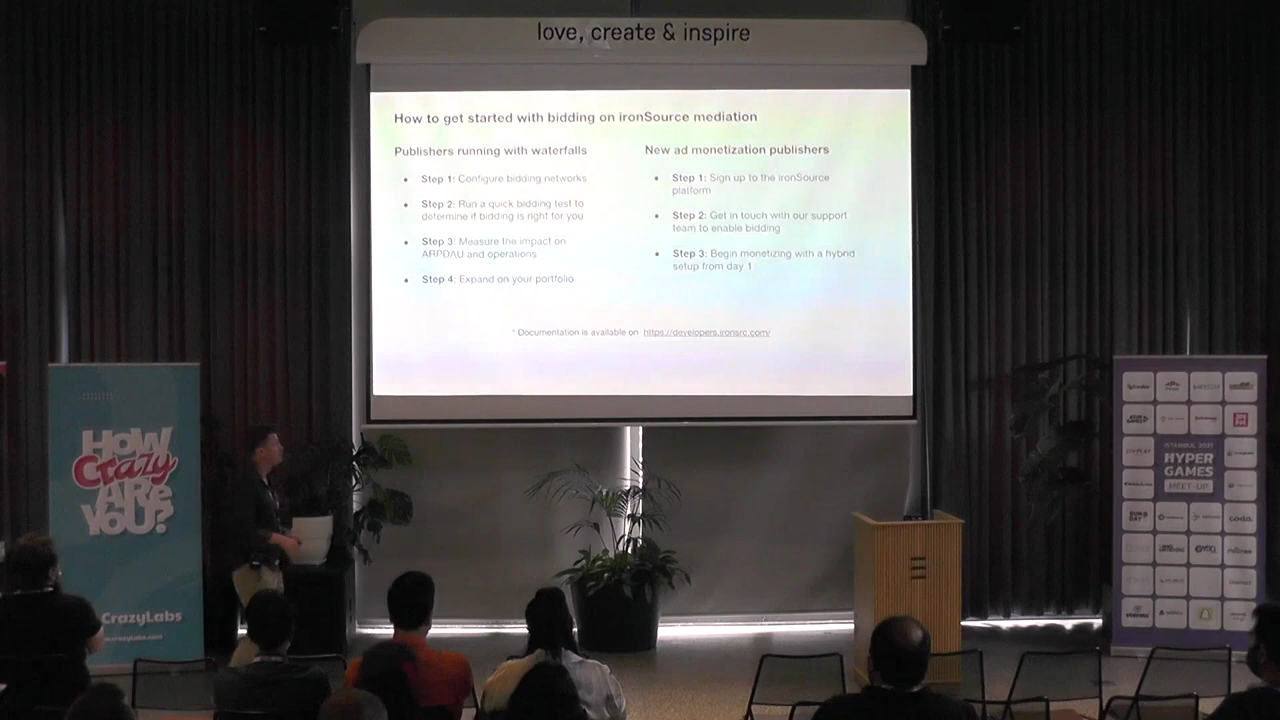 love, create & inspire
How to get started with bidding on ironSource mediation
Publishers running with waterfalls
• Step 1: Configure bidding networks
• Step 2: Run a quick bidding test to
determine if bidding is right for you
• Step 3: Measure the impact on
ARPDAU and operations
• Step 4: Expand on your portfolio
New ad monetization publishers
• Step 1: Sign up to the ironSource
platform
• Step 2: Get in touch with our support
team to enable bidding
• Step 3: Begin monetizing with a hybrid
setup from day 1
* Documentation is available on https://developers.ironsrc.com/
HOW
Crazy
ARe
YOU?
CrazyLabs
ISTANBUL 2021
HYPER
GAMES
MEET-UP
coda